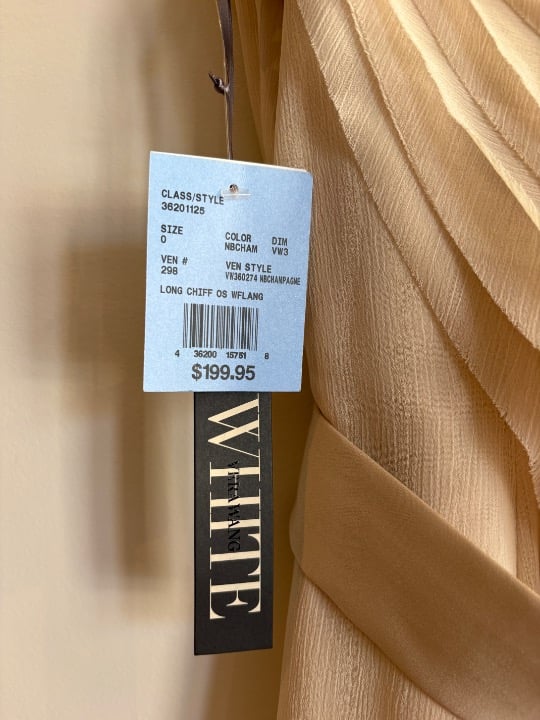 CLASS/STYLE
36201125
SIZE
0
COLOR
NBCHAM
DIM
VW3
VEN #
298
VEN STYLE
VW360274 NBCHAMPAGNE
LONG CHIFF OS WFLANG
4 36200 15751 8
$199.95
WHITE
VERA WANG